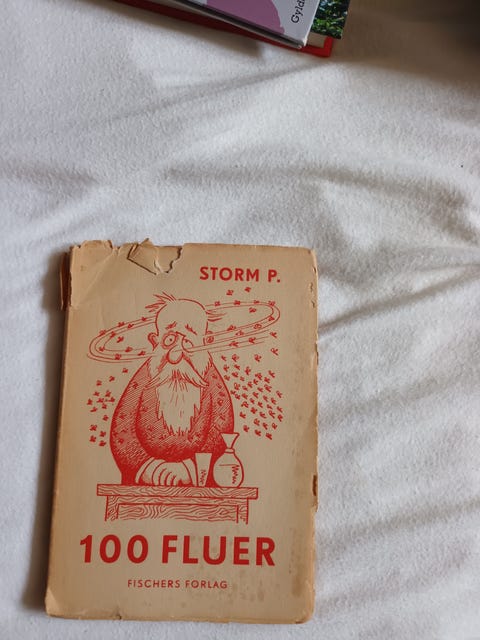 STORM P.
100 FLUER
FISCHERS FORLAG